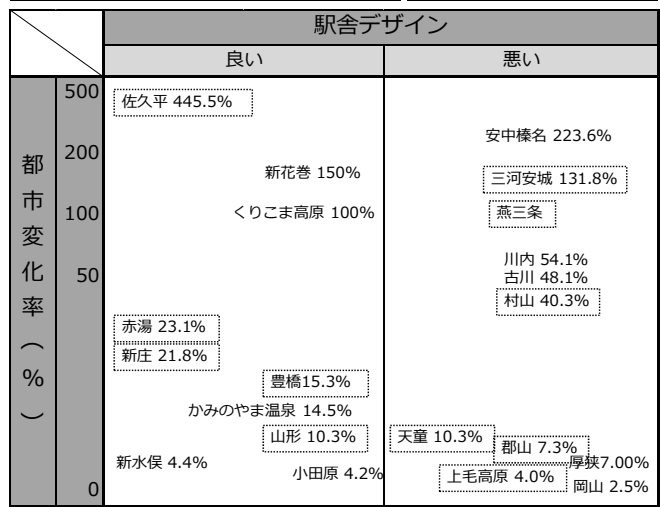 駅舎デザイン
良い 悪い
都市変化率(%)
500
200
100
50
0
佐久平 445.5%
安中榛名 223.6%
新花巻 150%
三河安城 131.8%
くりこま高原 100%
燕三条
川内 54.1%
古川 48.1%
村山 40.3%
赤湯 23.1%
新庄 21.8%
豊橋15.3%
かみのやま温泉 14.5%
山形 10.3%
天童 10.3%
郡山 7.3%
新水俣 4.4%
厚狭7.00%
小田原 4.2%
上毛高原 4.0%
岡山 2.5%